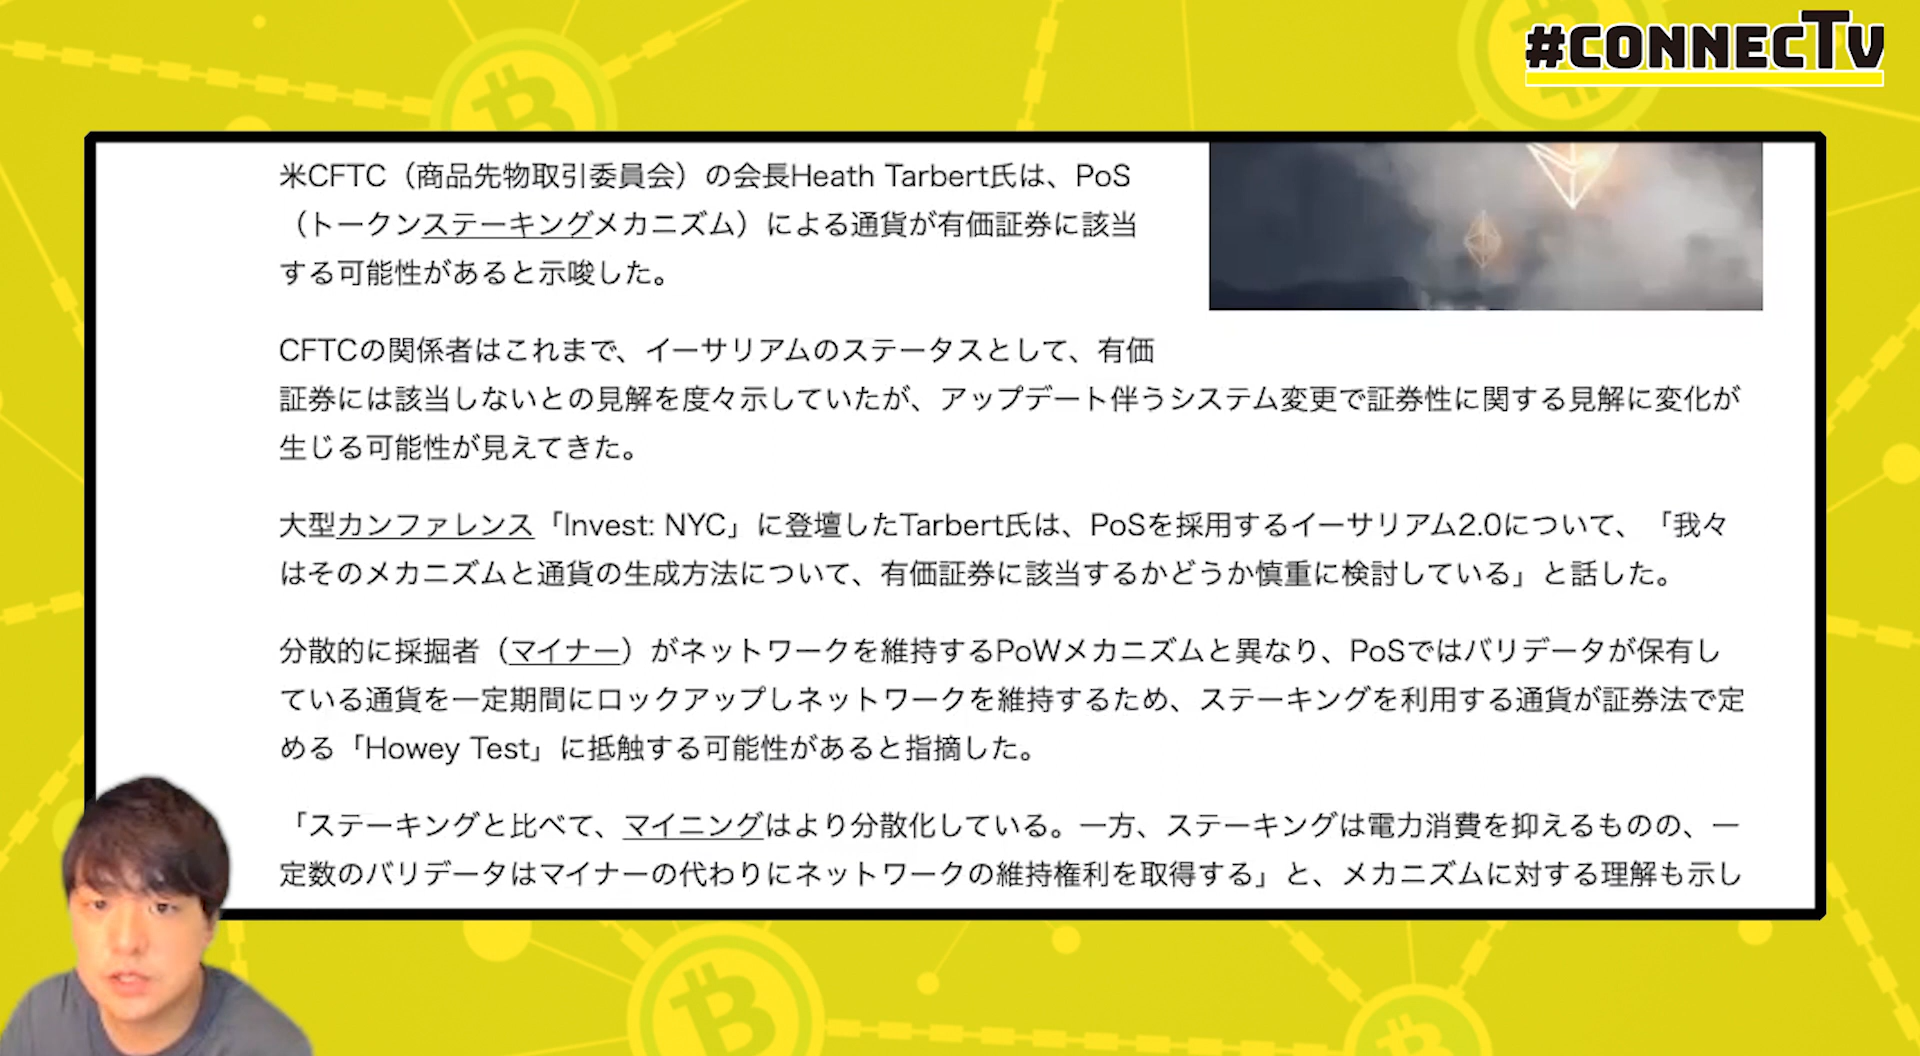 #CONNECTV
米CFTC（商品先物取引委員会）の会長Heath Tarbert氏は、PoS
（トークンステーキングメカニズム）による通貨が有価証券に該当
する可能性があると示唆した。
CFTCの関係者はこれまで、イーサリアムのステータスとして、有価
証券には該当しないとの見解を度々示していたが、アップデート伴うシステム変更で証券性に関する見解に変化が
生じる可能性が見えてきた。
大型カンファレンス「Invest: NYC」に登壇したTarbert氏は、PoSを採用するイーサリアム2.0について、「我々
はそのメカニズムと通貨の生成方法について、有価証券に該当するかどうか慎重に検討している」と話した。
分散的に採掘者（マイナー）がネットワークを維持するPoWメカニズムと異なり、PoSではバリデータが保有し
ている通貨を一定期間にロックアップしネットワークを維持するため、ステーキングを利用する通貨が証券法で定
める「Howey Test」に抵触する可能性があると指摘した。
「ステーキングと比べて、マイニングはより分散化している。一方、ステーキングは電力消費を抑えるものの、一
定数のバリデータはマイナーの代わりにネットワークの維持権利を取得する」と、メカニズムに対する理解も示し